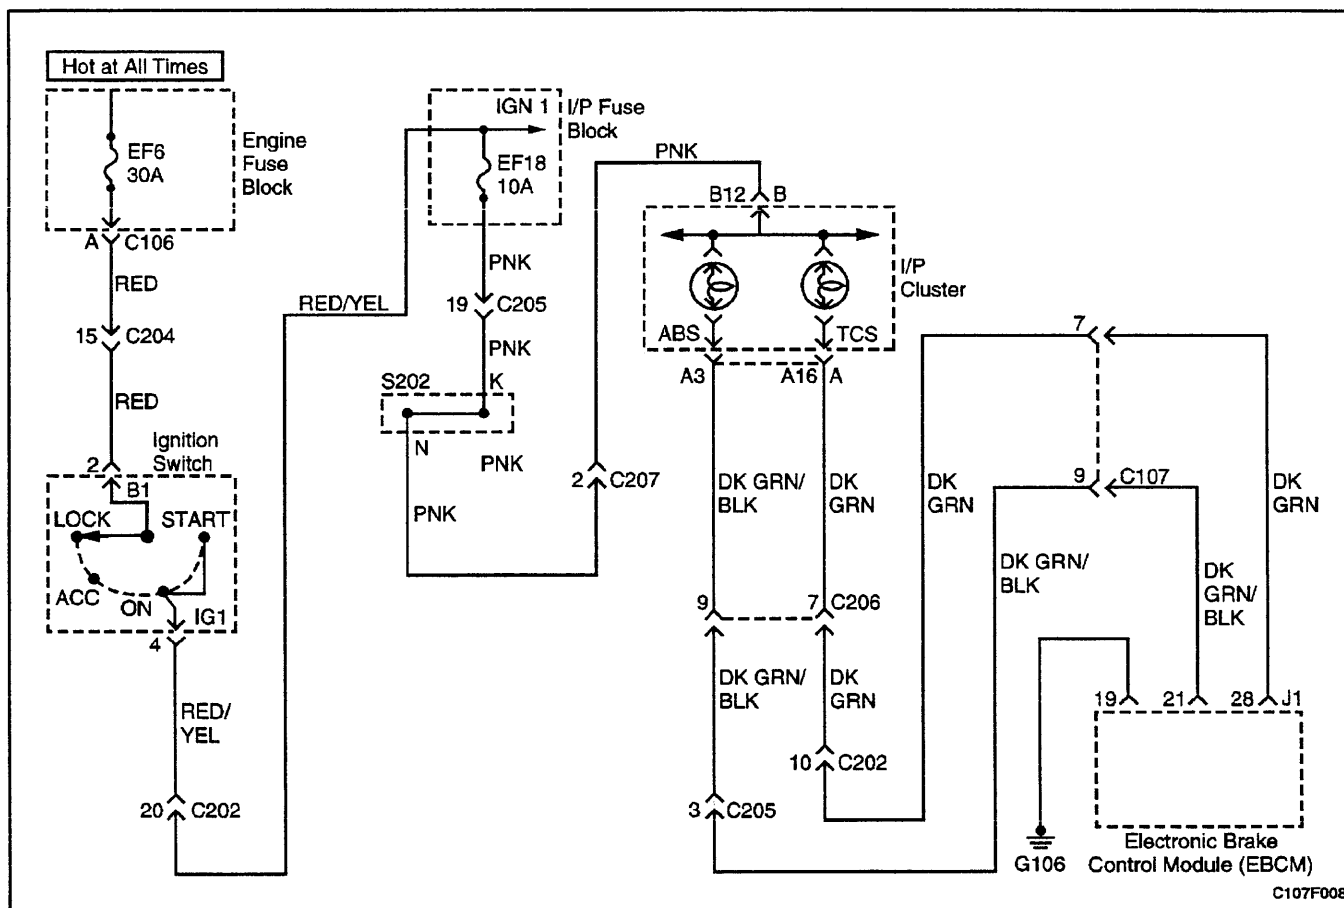 Hot at All Times
EF6
30A
Engine
Fuse
Block
A
C106
RED
15
C204
RED
Ignition
Switch
2
B1
LOCK
START
ACC
ON
IG1
4
RED/
YEL
20
C202
RED/YEL
IGN 1
I/P Fuse
Block
EF18
10A
PNK
19
C205
PNK
S202
K
N
PNK
PNK
2
C207
PNK
B12
B
I/P
Cluster
ABS
TCS
A3
A16
A
DK GRN/
BLK
DK
GRN
9
7
C206
DK GRN/
BLK
DK
GRN
10
C202
3
C205
DK
GRN
7
9
C107
DK GRN/
BLK
DK
GRN/
BLK
DK
GRN
19
21
28
J1
G106
Electronic Brake
Control Module (EBCM)
C107F008